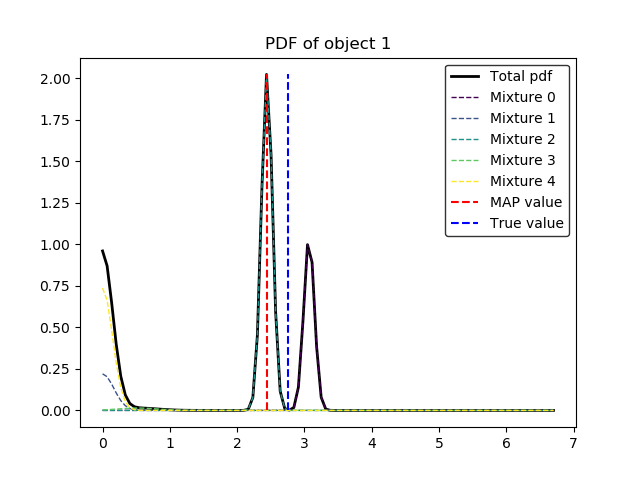 PDF of object 1
2.00
1.75
1.50
1.25
1.00
0.75
0.50
0.25
0.00
0 1 2 3 4 5 6 7
Total pdf
Mixture 0
Mixture 1
Mixture 2
Mixture 3
Mixture 4
MAP value
True value